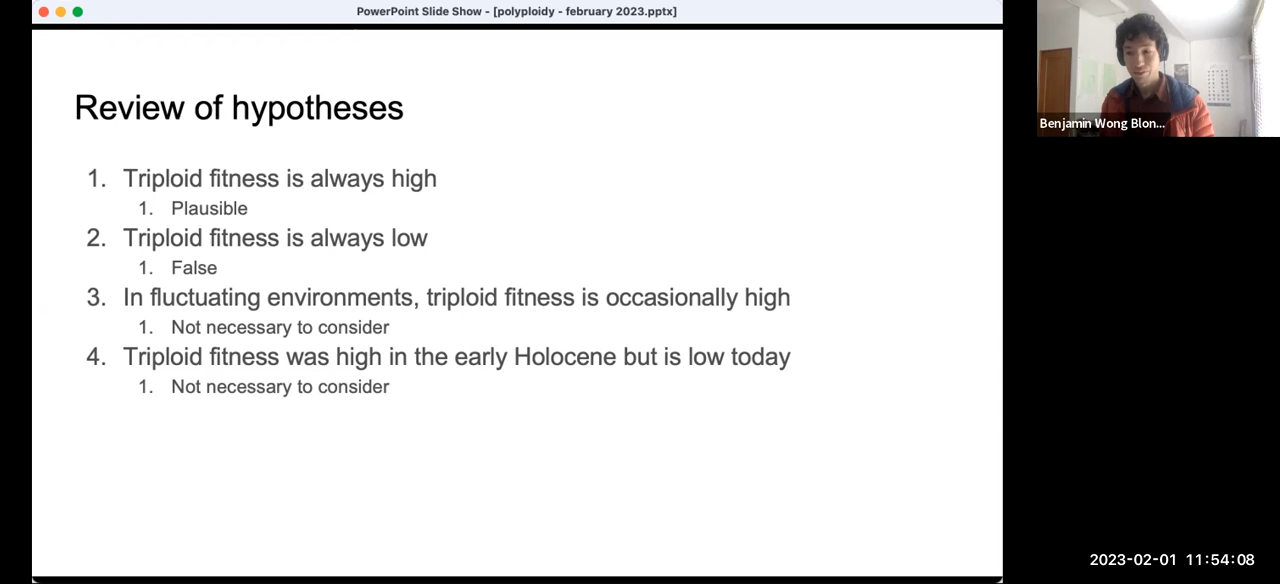 PowerPoint Slide Show - [polyploidy - february 2023.pptx]
Review of hypotheses
1. Triploid fitness is always high
1. Plausible
2. Triploid fitness is always low
1. False
3. In fluctuating environments, triploid fitness is occasionally high
1. Not necessary to consider
4. Triploid fitness was high in the early Holocene but is low today
1. Not necessary to consider
Benjamin Wong Blon...
2023-02-01 11:54:08